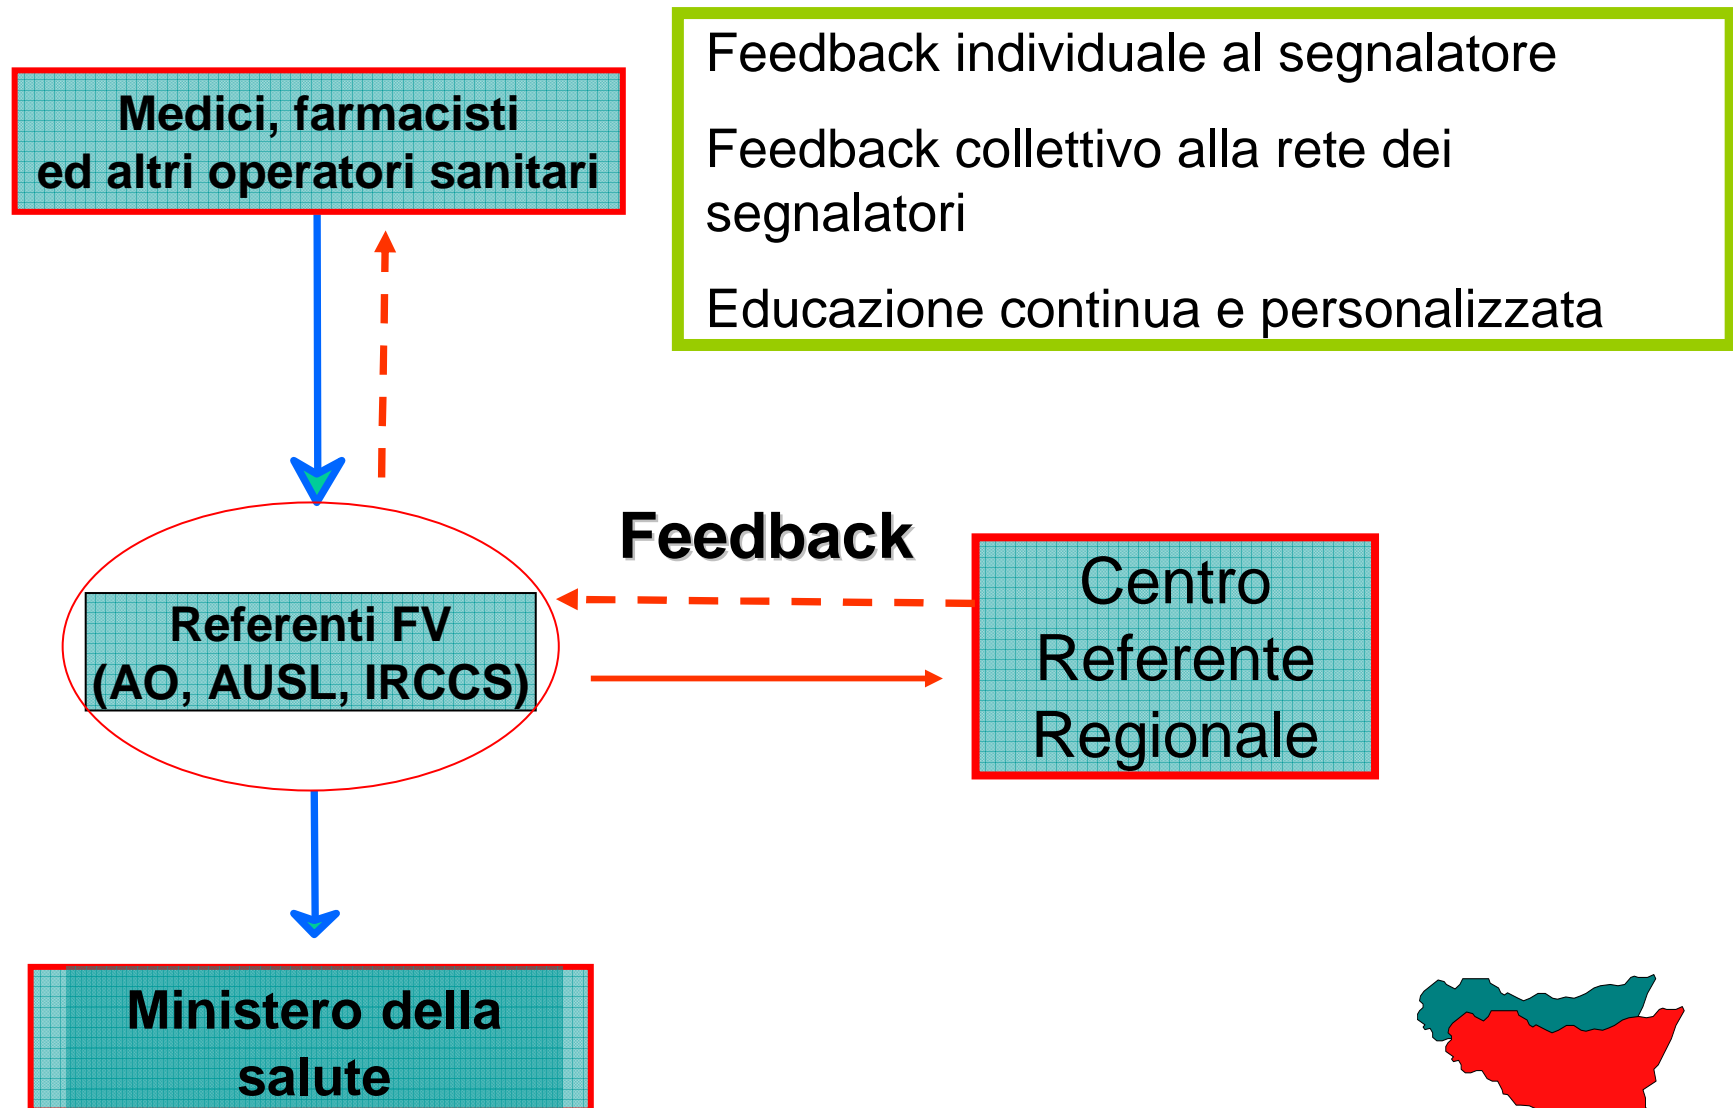 Medici, farmacisti
ed altri operatori sanitari
Feedback individuale al segnalatore
Feedback collettivo alla rete dei
segnalatori
Educazione continua e personalizzata
Feedback
Referenti FV
(AO, AUSL, IRCCS)
Centro
Referente
Regionale
Ministero della
salute